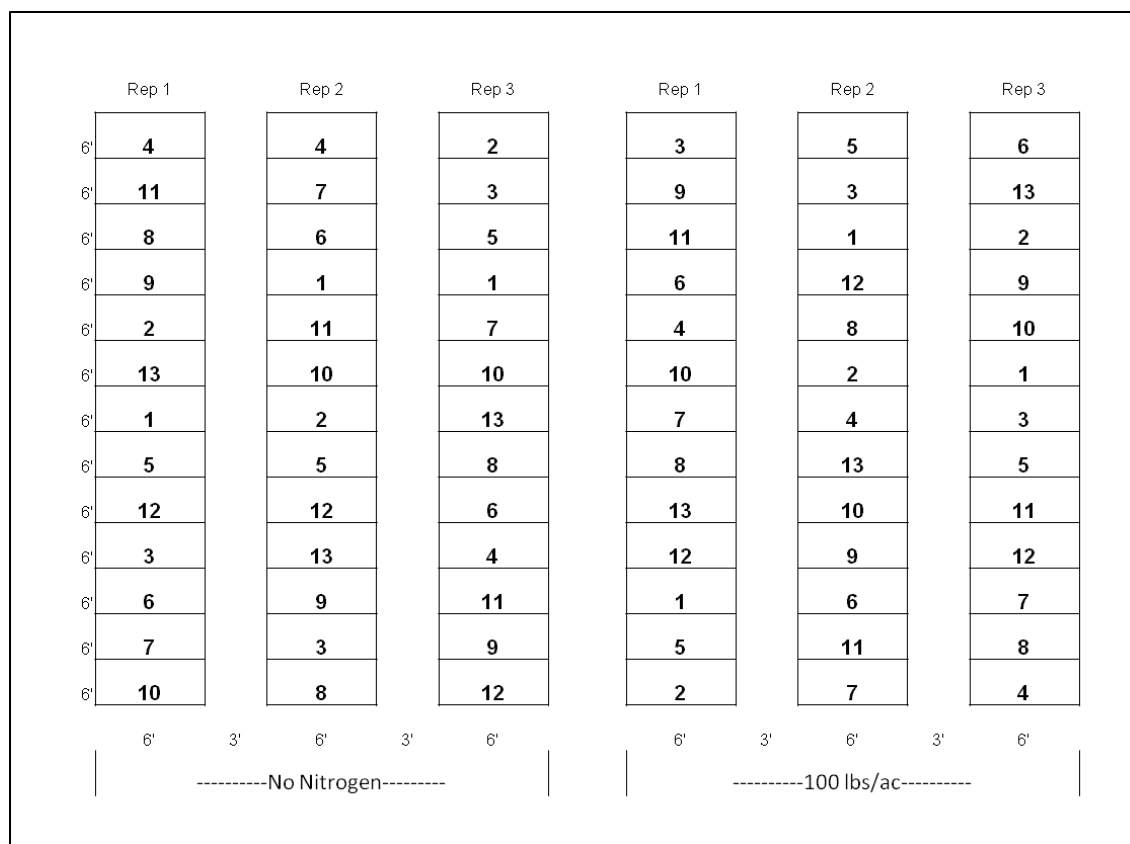 Rep 1 Rep 2 Rep 3 Rep 1 Rep 2 Rep 3
6' 4 4 2 3 5 6
6' 11 7 3 9 3 13
6' 8 6 5 11 1 2
6' 9 1 1 6 12 9
6' 2 11 7 4 8 10
6' 13 10 10 10 2 1
6' 1 2 13 7 4 3
6' 5 5 8 8 13 5
6' 12 12 6 13 10 11
6' 3 13 4 12 9 12
6' 6 9 11 1 6 7
6' 7 3 9 5 11 8
6' 10 8 12 2 7 4
6' 3' 6' 3' 6' 6' 3' 6' 3' 6'
----------No Nitrogen--------- ----------100 lbs/ac----------